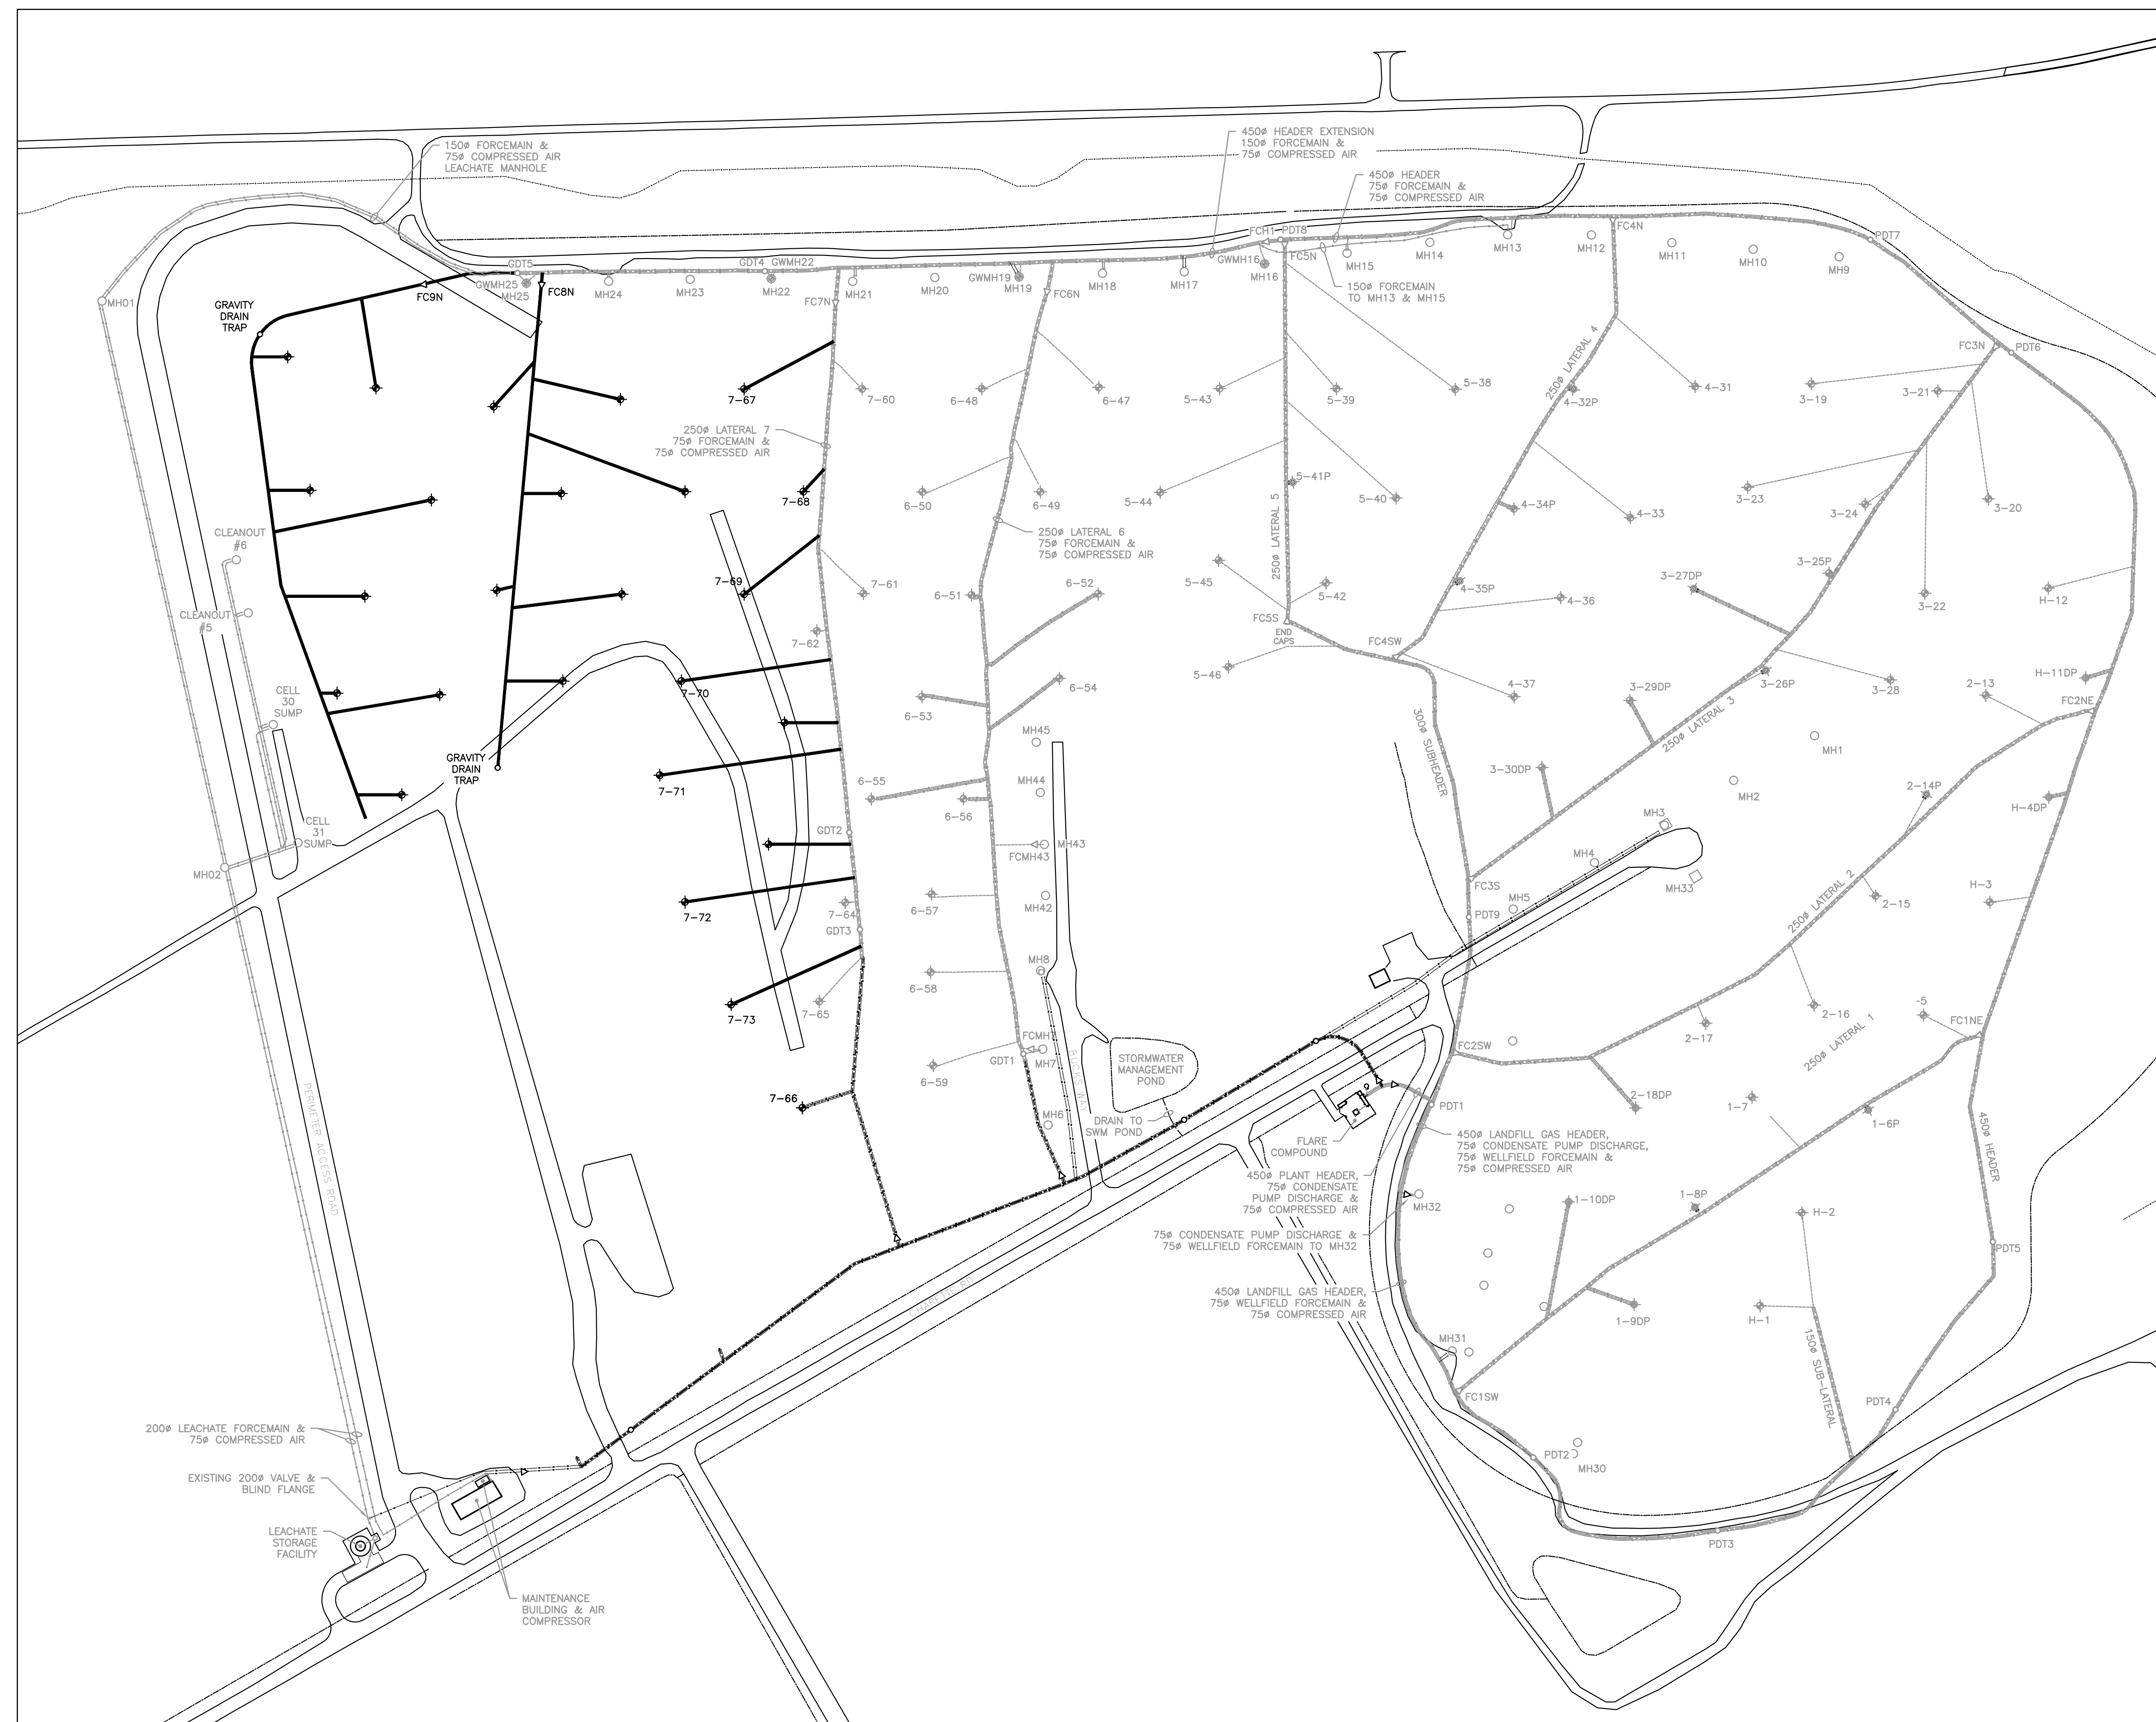 150ø FORCEMAIN &
75ø COMPRESSED AIR
LEACHATE MANHOLE
450ø HEADER EXTENSION
150ø FORCEMAIN &
75ø COMPRESSED AIR
450ø HEADER
75ø FORCEMAIN &
75ø COMPRESSED AIR
FC4N
FCH1
PDT8
PDT7
MH13
MH12
MH11
MH10
MH9
MH14
MH15
FC5N
GWMH16
MH16
150ø FORCEMAIN
TO MH13 & MH15
GDT5
GDT4
GWMH22
GWMH25
MH25
FC9N
FC8N
MH24
MH23
MH22
MH21
MH20
GWMH19
MH19
MH18
MH17
FC7N
FC6N
MH01
GRAVITY
DRAIN
TRAP
FC3N
PDT6
250ø LATERAL 4
7-67
7-60
6-48
6-47
5-43
5-39
5-38
4-32P
4-31
3-19
3-21
250ø LATERAL 7
75ø FORCEMAIN &
75ø COMPRESSED AIR
7-68
6-50
6-49
5-44
5-41P
5-40
4-34P
4-33
3-23
3-24
3-20
250ø LATERAL 6
75ø FORCEMAIN &
75ø COMPRESSED AIR
250ø LATERAL 5
CLEANOUT
#6
CLEANOUT
#5
7-69
7-61
6-51
6-52
5-45
5-42
4-35P
4-36
3-27DP
3-25P
3-22
H-12
7-62
FC5S
END
CAPS
FC4SW
7-70
6-53
6-54
5-46
4-37
3-29DP
3-26P
3-28
2-13
H-11DP
FC2NE
CELL
30
SUMP
300ø SUBHEADER
250ø LATERAL 3
MH45
MH1
GRAVITY
DRAIN
TRAP
7-71
6-55
6-56
MH44
3-30DP
MH2
2-14P
H-4DP
CELL
31
SUMP
MH02
GDT2
MH43
FCMH43
MH3
MH4
MH33
FC3S
MH5
PDT9
7-72
7-64
GDT3
6-57
MH42
250ø LATERAL 2
2-15
H-3
7-73
7-65
6-58
MH8
2-17
2-16
-5
FC1NE
250ø LATERAL 1
FCMH7
MH7
GDT1
6-59
BUCKS WAY
STORMWATER
MANAGEMENT
POND
FC2SW
7-66
MH6
DRAIN TO
SWM POND
FLARE
COMPOUND
PDT1
2-18DP
1-7
1-6P
PERIMETER ACCESS ROAD
450ø LANDFILL GAS HEADER,
75ø CONDENSATE PUMP DISCHARGE,
75ø WELLFIELD FORCEMAIN &
75ø COMPRESSED AIR
450ø PLANT HEADER,
75ø CONDENSATE
PUMP DISCHARGE &
75ø COMPRESSED AIR
MH32
75ø CONDENSATE PUMP DISCHARGE &
75ø WELLFIELD FORCEMAIN TO MH32
1-10DP
1-8P
H-2
450ø HEADER
PDT5
450ø LANDFILL GAS HEADER,
75ø WELLFIELD FORCEMAIN &
75ø COMPRESSED AIR
1-9DP
H-1
MH31
150ø SUB-LATERAL
FC1SW
PDT4
200ø LEACHATE FORCEMAIN &
75ø COMPRESSED AIR
EXISTING 200ø VALVE &
BLIND FLANGE
PDT2
MH30
LEACHATE
STORAGE
FACILITY
PDT3
MAINTENANCE
BUILDING & AIR
COMPRESSOR